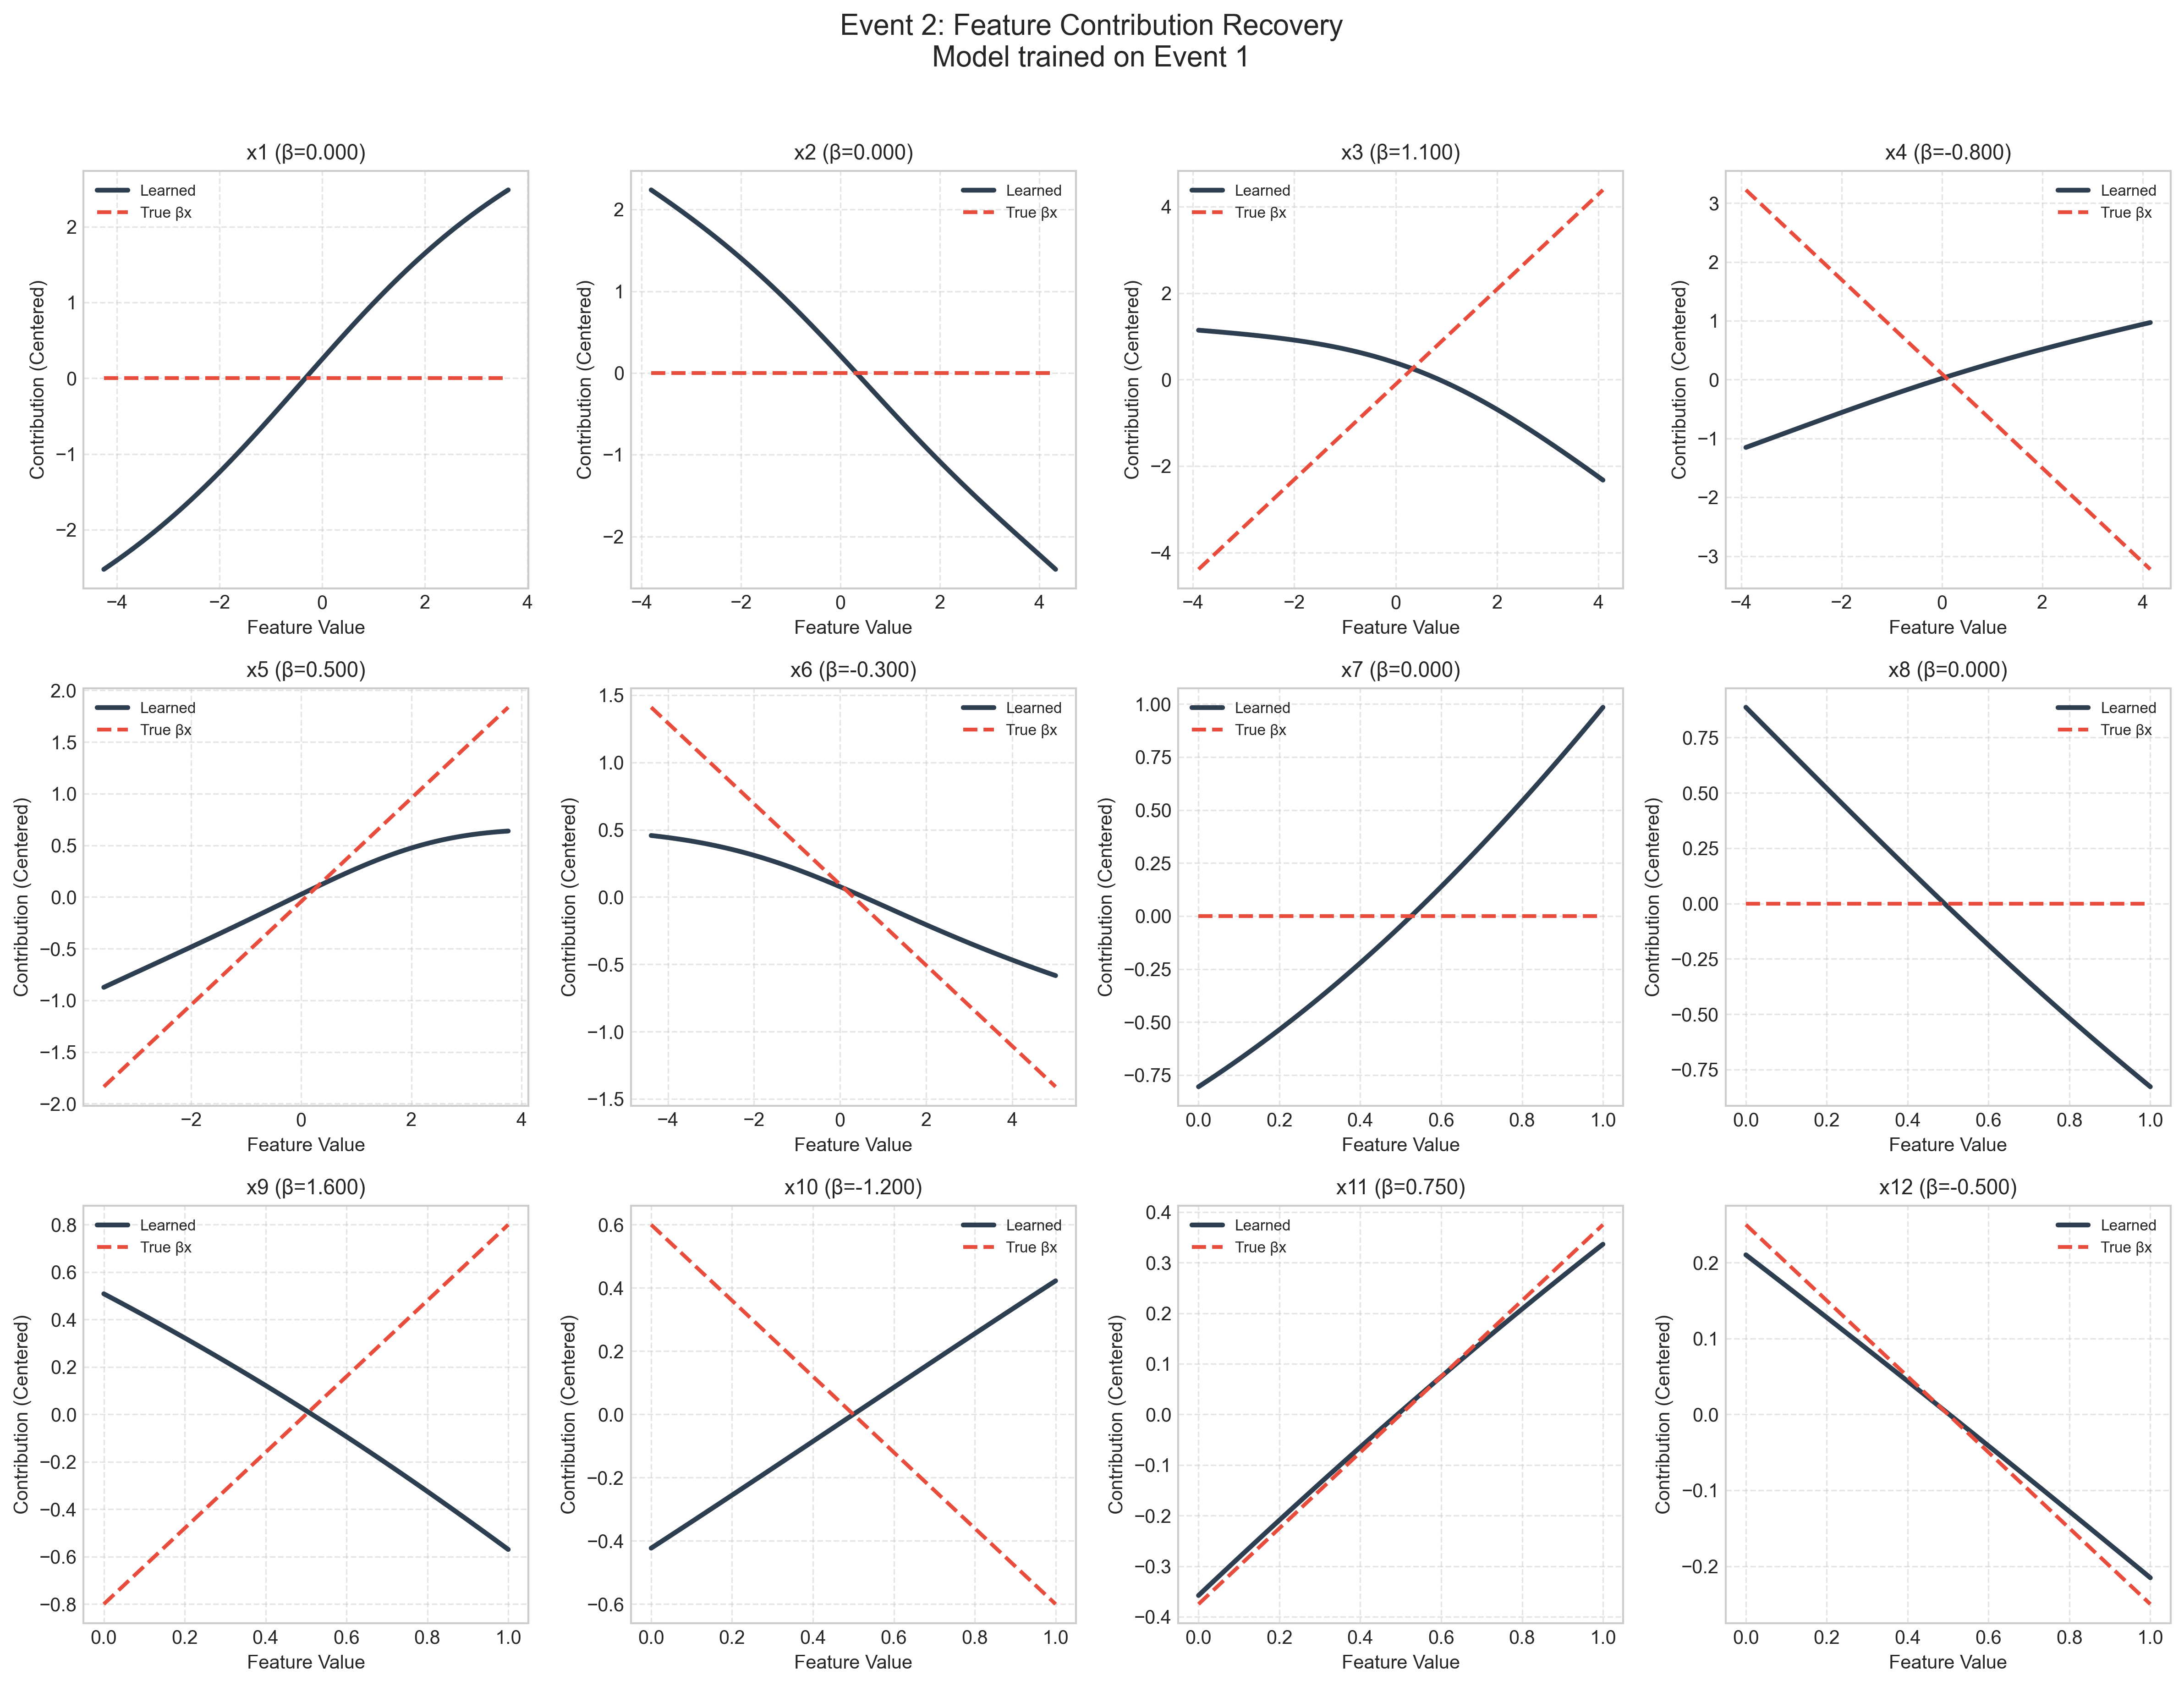 Event 2: Feature Contribution Recovery
Model trained on Event 1
x1 (β=0.000)
Learned
True βx
2
1
0
−1
−2
Contribution (Centered)
−4
−2
0
2
4
Feature Value
x2 (β=0.000)
Learned
True βx
2
1
0
−1
−2
Contribution (Centered)
−4
−2
0
2
4
Feature Value
x3 (β=1.100)
Learned
True βx
4
2
0
−2
−4
Contribution (Centered)
−4
−2
0
2
4
Feature Value
x4 (β=-0.800)
Learned
True βx
3
2
1
0
−1
−2
−3
Contribution (Centered)
−4
−2
0
2
4
Feature Value
x5 (β=0.500)
Learned
True βx
2.0
1.5
1.0
0.5
0.0
−0.5
−1.0
−1.5
−2.0
Contribution (Centered)
−2
0
2
4
Feature Value
x6 (β=-0.300)
Learned
True βx
1.5
1.0
0.5
0.0
−0.5
−1.0
−1.5
Contribution (Centered)
−4
−2
0
2
4
Feature Value
x7 (β=0.000)
Learned
True βx
1.00
0.75
0.50
0.25
0.00
−0.25
−0.50
−0.75
Contribution (Centered)
0.0
0.2
0.4
0.6
0.8
1.0
Feature Value
x8 (β=0.000)
Learned
True βx
0.75
0.50
0.25
0.00
−0.25
−0.50
−0.75
Contribution (Centered)
0.0
0.2
0.4
0.6
0.8
1.0
Feature Value
x9 (β=1.600)
Learned
True βx
0.8
0.6
0.4
0.2
0.0
−0.2
−0.4
−0.6
−0.8
Contribution (Centered)
0.0
0.2
0.4
0.6
0.8
1.0
Feature Value
x10 (β=-1.200)
Learned
True βx
0.6
0.4
0.2
0.0
−0.2
−0.4
−0.6
Contribution (Centered)
0.0
0.2
0.4
0.6
0.8
1.0
Feature Value
x11 (β=0.750)
Learned
True βx
0.4
0.3
0.2
0.1
0.0
−0.1
−0.2
−0.3
−0.4
Contribution (Centered)
0.0
0.2
0.4
0.6
0.8
1.0
Feature Value
x12 (β=-0.500)
Learned
True βx
0.2
0.1
0.0
−0.1
−0.2
Contribution (Centered)
0.0
0.2
0.4
0.6
0.8
1.0
Feature Value